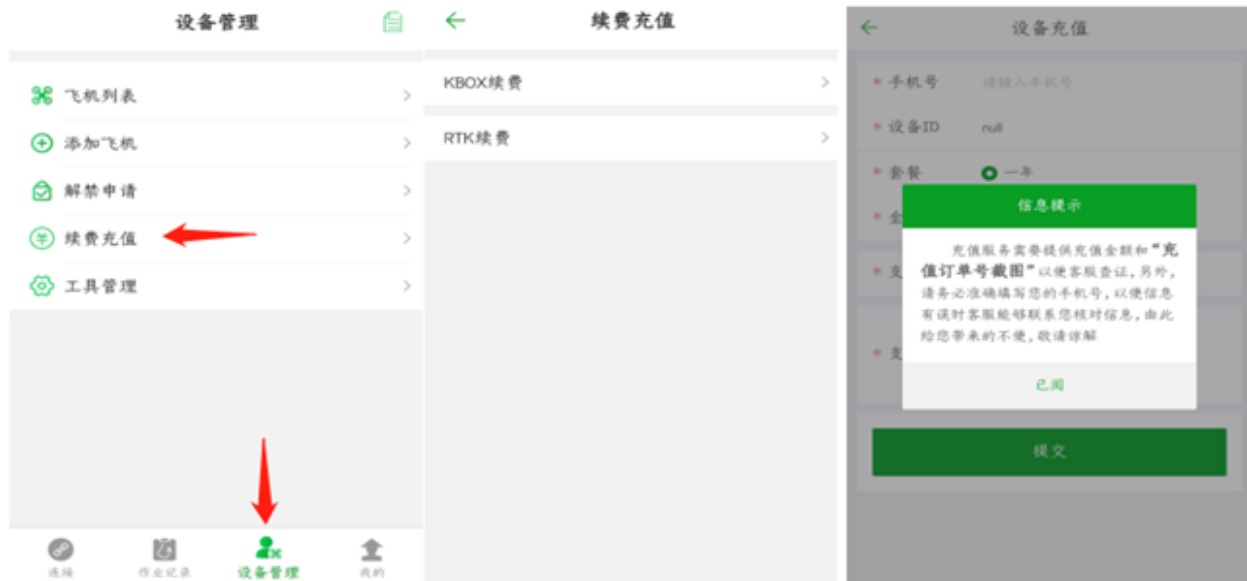 设备管理
飞机列表
添加飞机
解禁申请
续费充值
工具管理
连接
作业记录
设备管理
我的
续费充值
KBOX续费
RTK续费
设备充值
* 手机号 请输入手机号
* 设备ID null
* 套餐 一年
* 金
* 支
* 支
信息提示
充值服务需要提供充值金额和“充
值订单号截图”以便客服查证,另外,
请务必准确填写您的手机号,以便信息
有误时客服能够联系您核对信息,由此
给您带来的不便,敬请谅解
已阅
提交